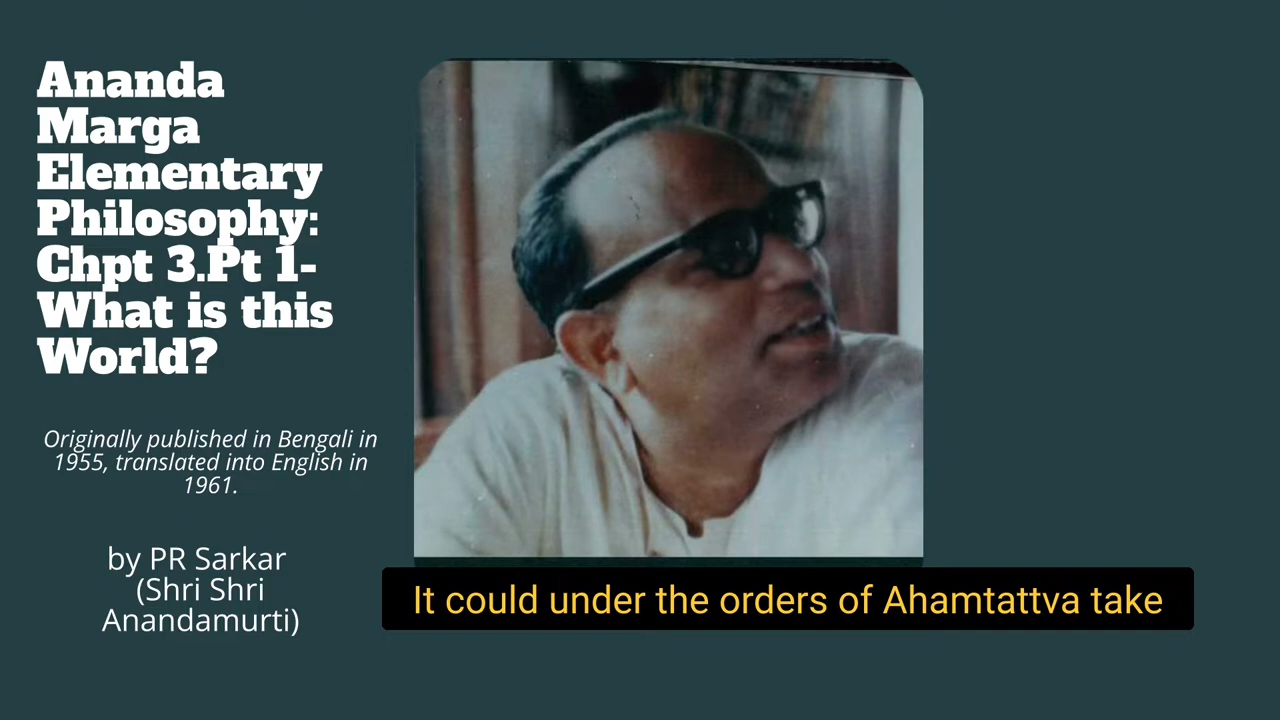 Ananda
Marga
Elementary
Philosophy:
Chpt 3.Pt 1-
What is this
World?
Originally published in Bengali in
1955, translated into English in
1961.
by PR Sarkar
(Shri Shri
Anandamurti)
It could under the orders of Ahamtattva take